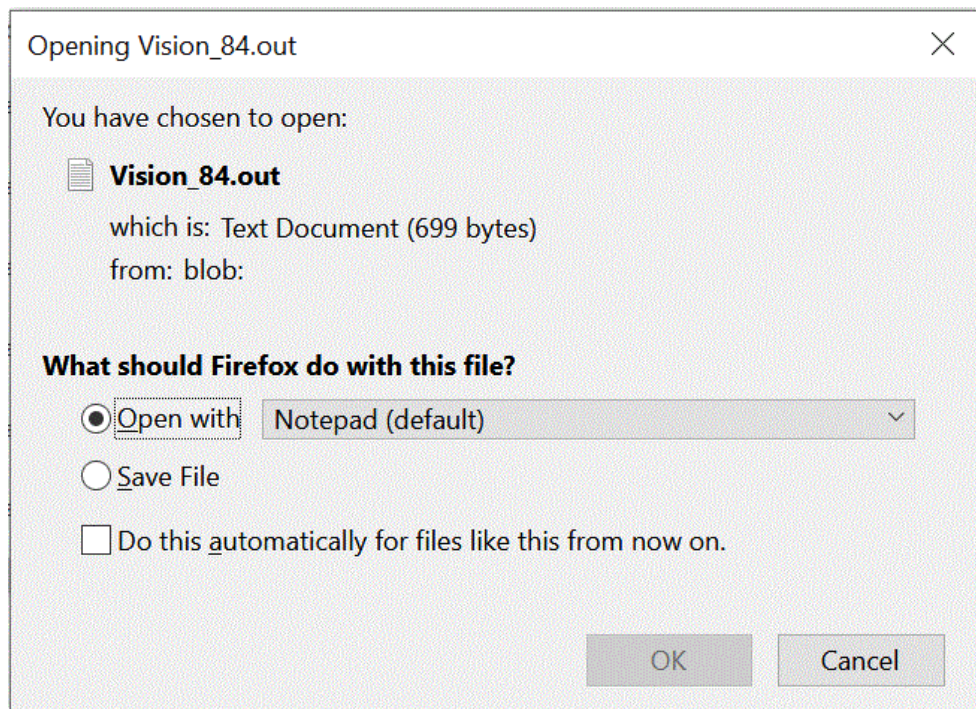 Opening Vision_84.out
You have chosen to open:
Vision_84.out
which is: Text Document (699 bytes)
from: blob:
What should Firefox do with this file?
Open with Notepad (default)
Save File
Do this automatically for files like this from now on.
OK Cancel